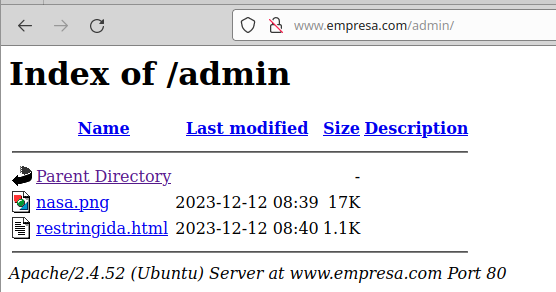 www.empresa.com/admin/
Index of /admin
Name Last modified Size Description
Parent Directory -
nasa.png 2023-12-12 08:39 17K
restringida.html 2023-12-12 08:40 1.1K
Apache/2.4.52 (Ubuntu) Server at www.empresa.com Port 80